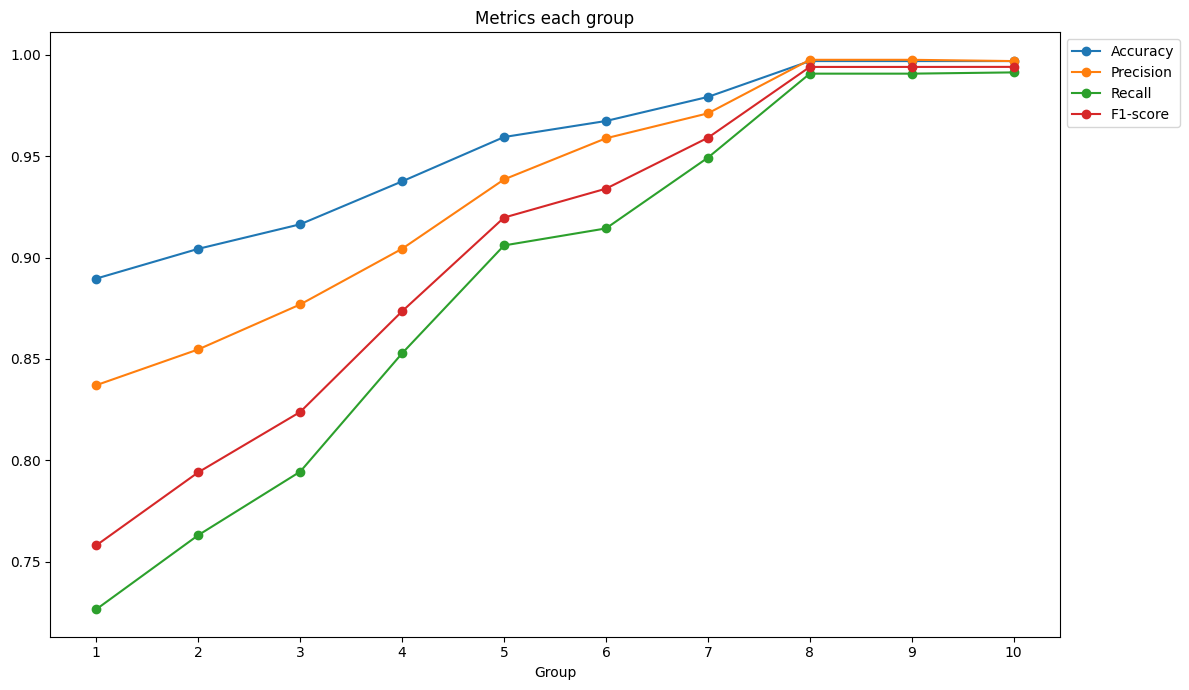 Metrics each group
1.00
0.95
0.90
0.85
0.80
0.75
1 2 3 4 5 6 7 8 9 10
Group
Accuracy
Precision
Recall
F1-score